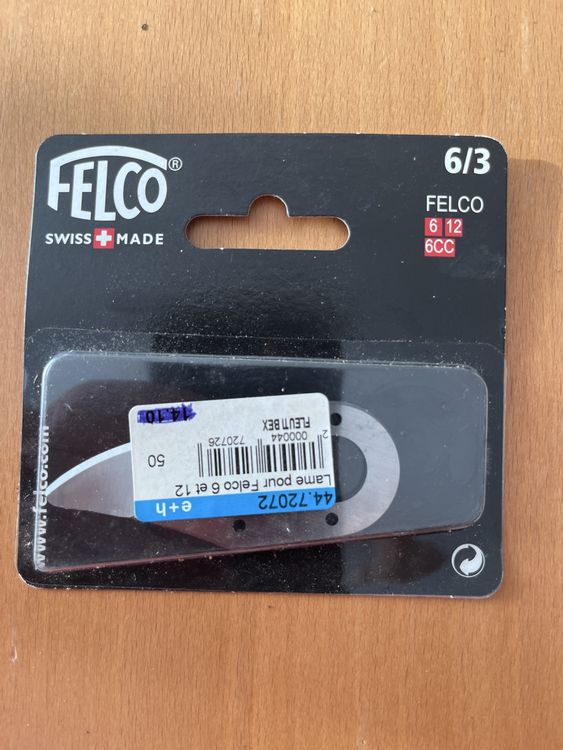 FELCO®
SWISS MADE
6/3
FELCO
6 12
6CC
www.felco.com
e+h
44.72072
Lame pour Felco 6 et 12
2 000044 720726
50
FLEUTI BEX
14.10